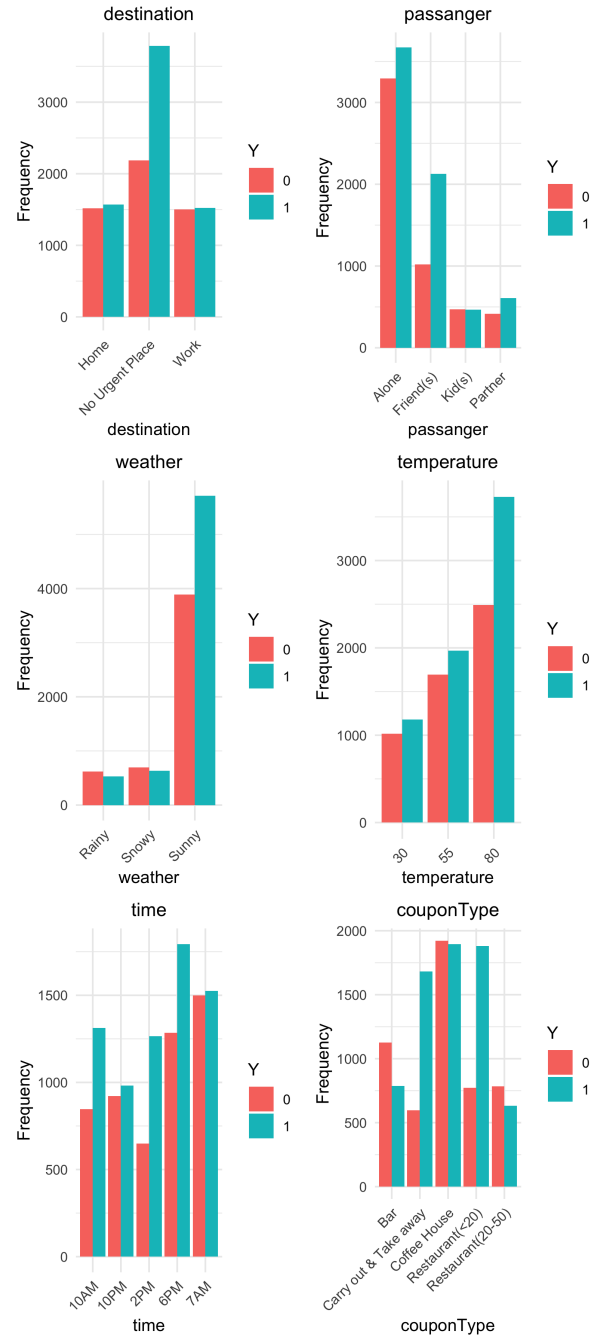 destination
Frequency
3000
2000
1000
0
Home
No Urgent Place
Work
destination
Y
0
1
passanger
Frequency
3000
2000
1000
0
Alone
Friend(s)
Kid(s)
Partner
passanger
Y
0
1
weather
Frequency
4000
2000
0
Rainy
Snowy
Sunny
weather
Y
0
1
temperature
Frequency
3000
2000
1000
0
30
55
80
temperature
Y
0
1
time
Frequency
1500
1000
500
0
10AM
10PM
2PM
6PM
7AM
time
Y
0
1
couponType
Frequency
2000
1500
1000
500
0
Bar
Carry out & Take away
Coffee House
Restaurant(<20)
Restaurant(20-50)
couponType
Y
0
1